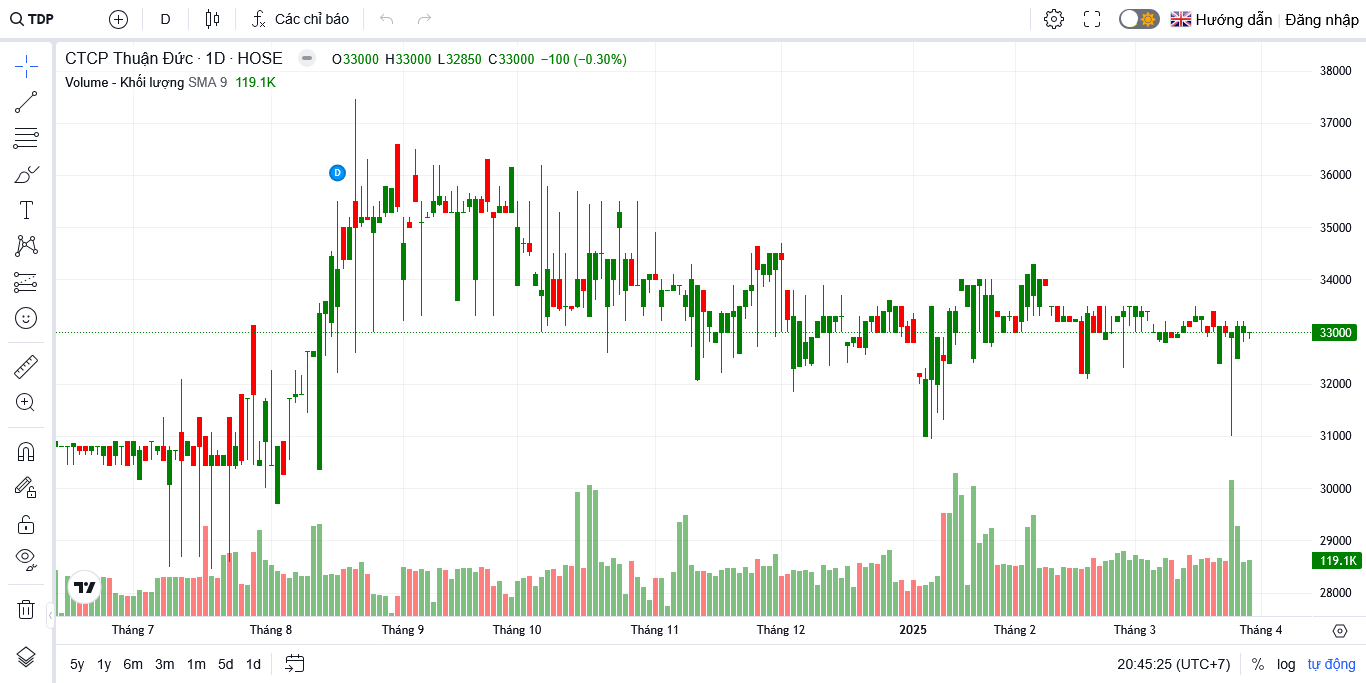 TDP D Các chỉ báo Hướng dẫn Đăng nhập
CTCP Thuận Đức · 1D · HOSE O33000 H33000 L32850 C33000 −100 (−0.30%)
Volume - Khối lượng SMA 9 119.1K
D
38000
37000
36000
35000
34000
33000
32000
31000
30000
29000
119.1K
28000
Tháng 7 Tháng 8 Tháng 9 Tháng 10 Tháng 11 Tháng 12 2025 Tháng 2 Tháng 3 Tháng 4
5y 1y 6m 3m 1m 5d 1d 20:45:25 (UTC+7) % log tự động